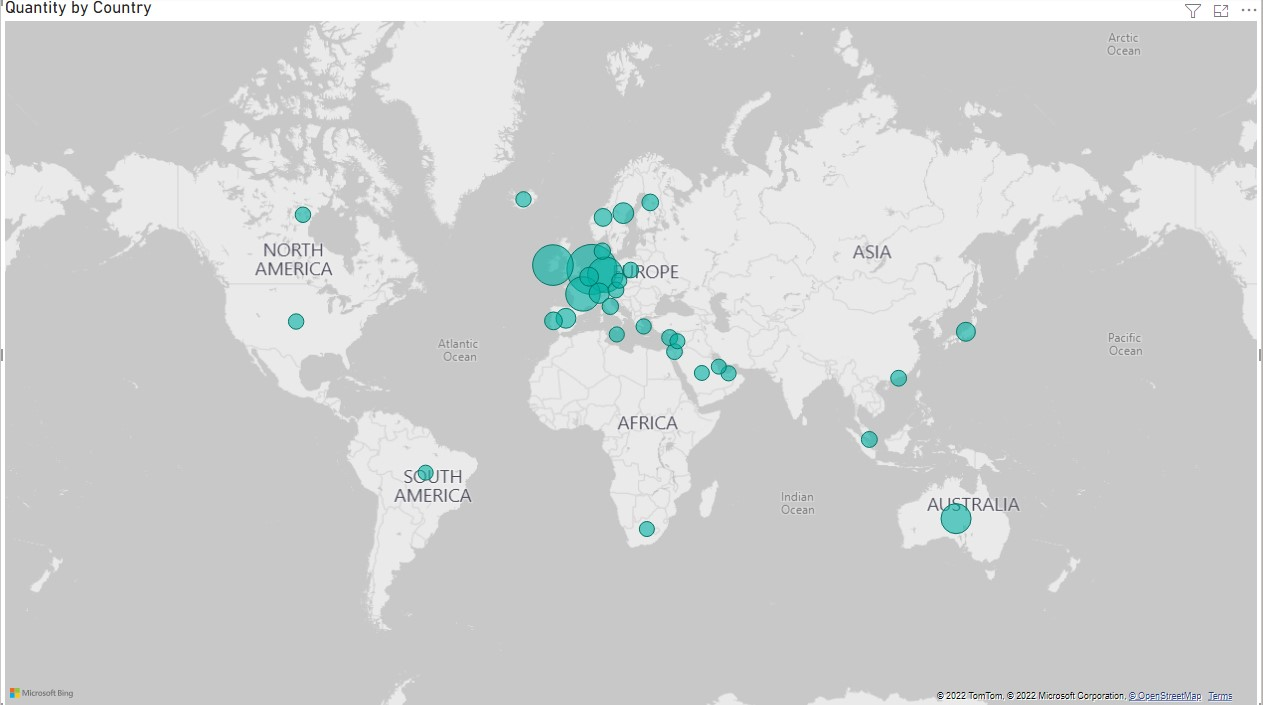 Quantity by Country
Arctic
Ocean
NORTH
AMERICA
ASIA
EUROPE
Atlantic
Ocean
Pacific
Ocean
AFRICA
SOUTH
AMERICA
Indian
Ocean
AUSTRALIA
Microsoft Bing
© 2022 TomTom, © 2022 Microsoft Corporation, © OpenStreetMap Terms